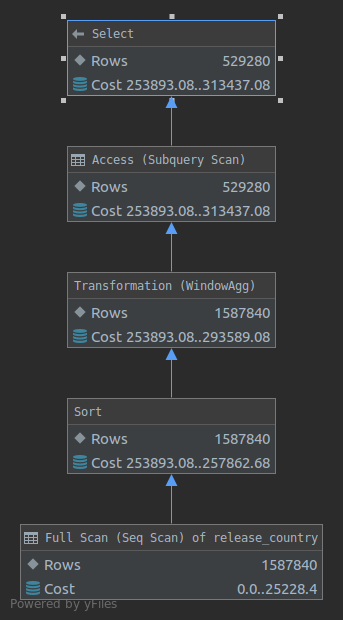 Select
Rows 529280
Cost 253893.08..313437.08
Access (Subquery Scan)
Rows 529280
Cost 253893.08..313437.08
Transformation (WindowAgg)
Rows 1587840
Cost 253893.08..293589.08
Sort
Rows 1587840
Cost 253893.08..257862.68
Full Scan (Seq Scan) of release_country
Rows 1587840
Cost 0.0..25228.4
Powered by yFiles